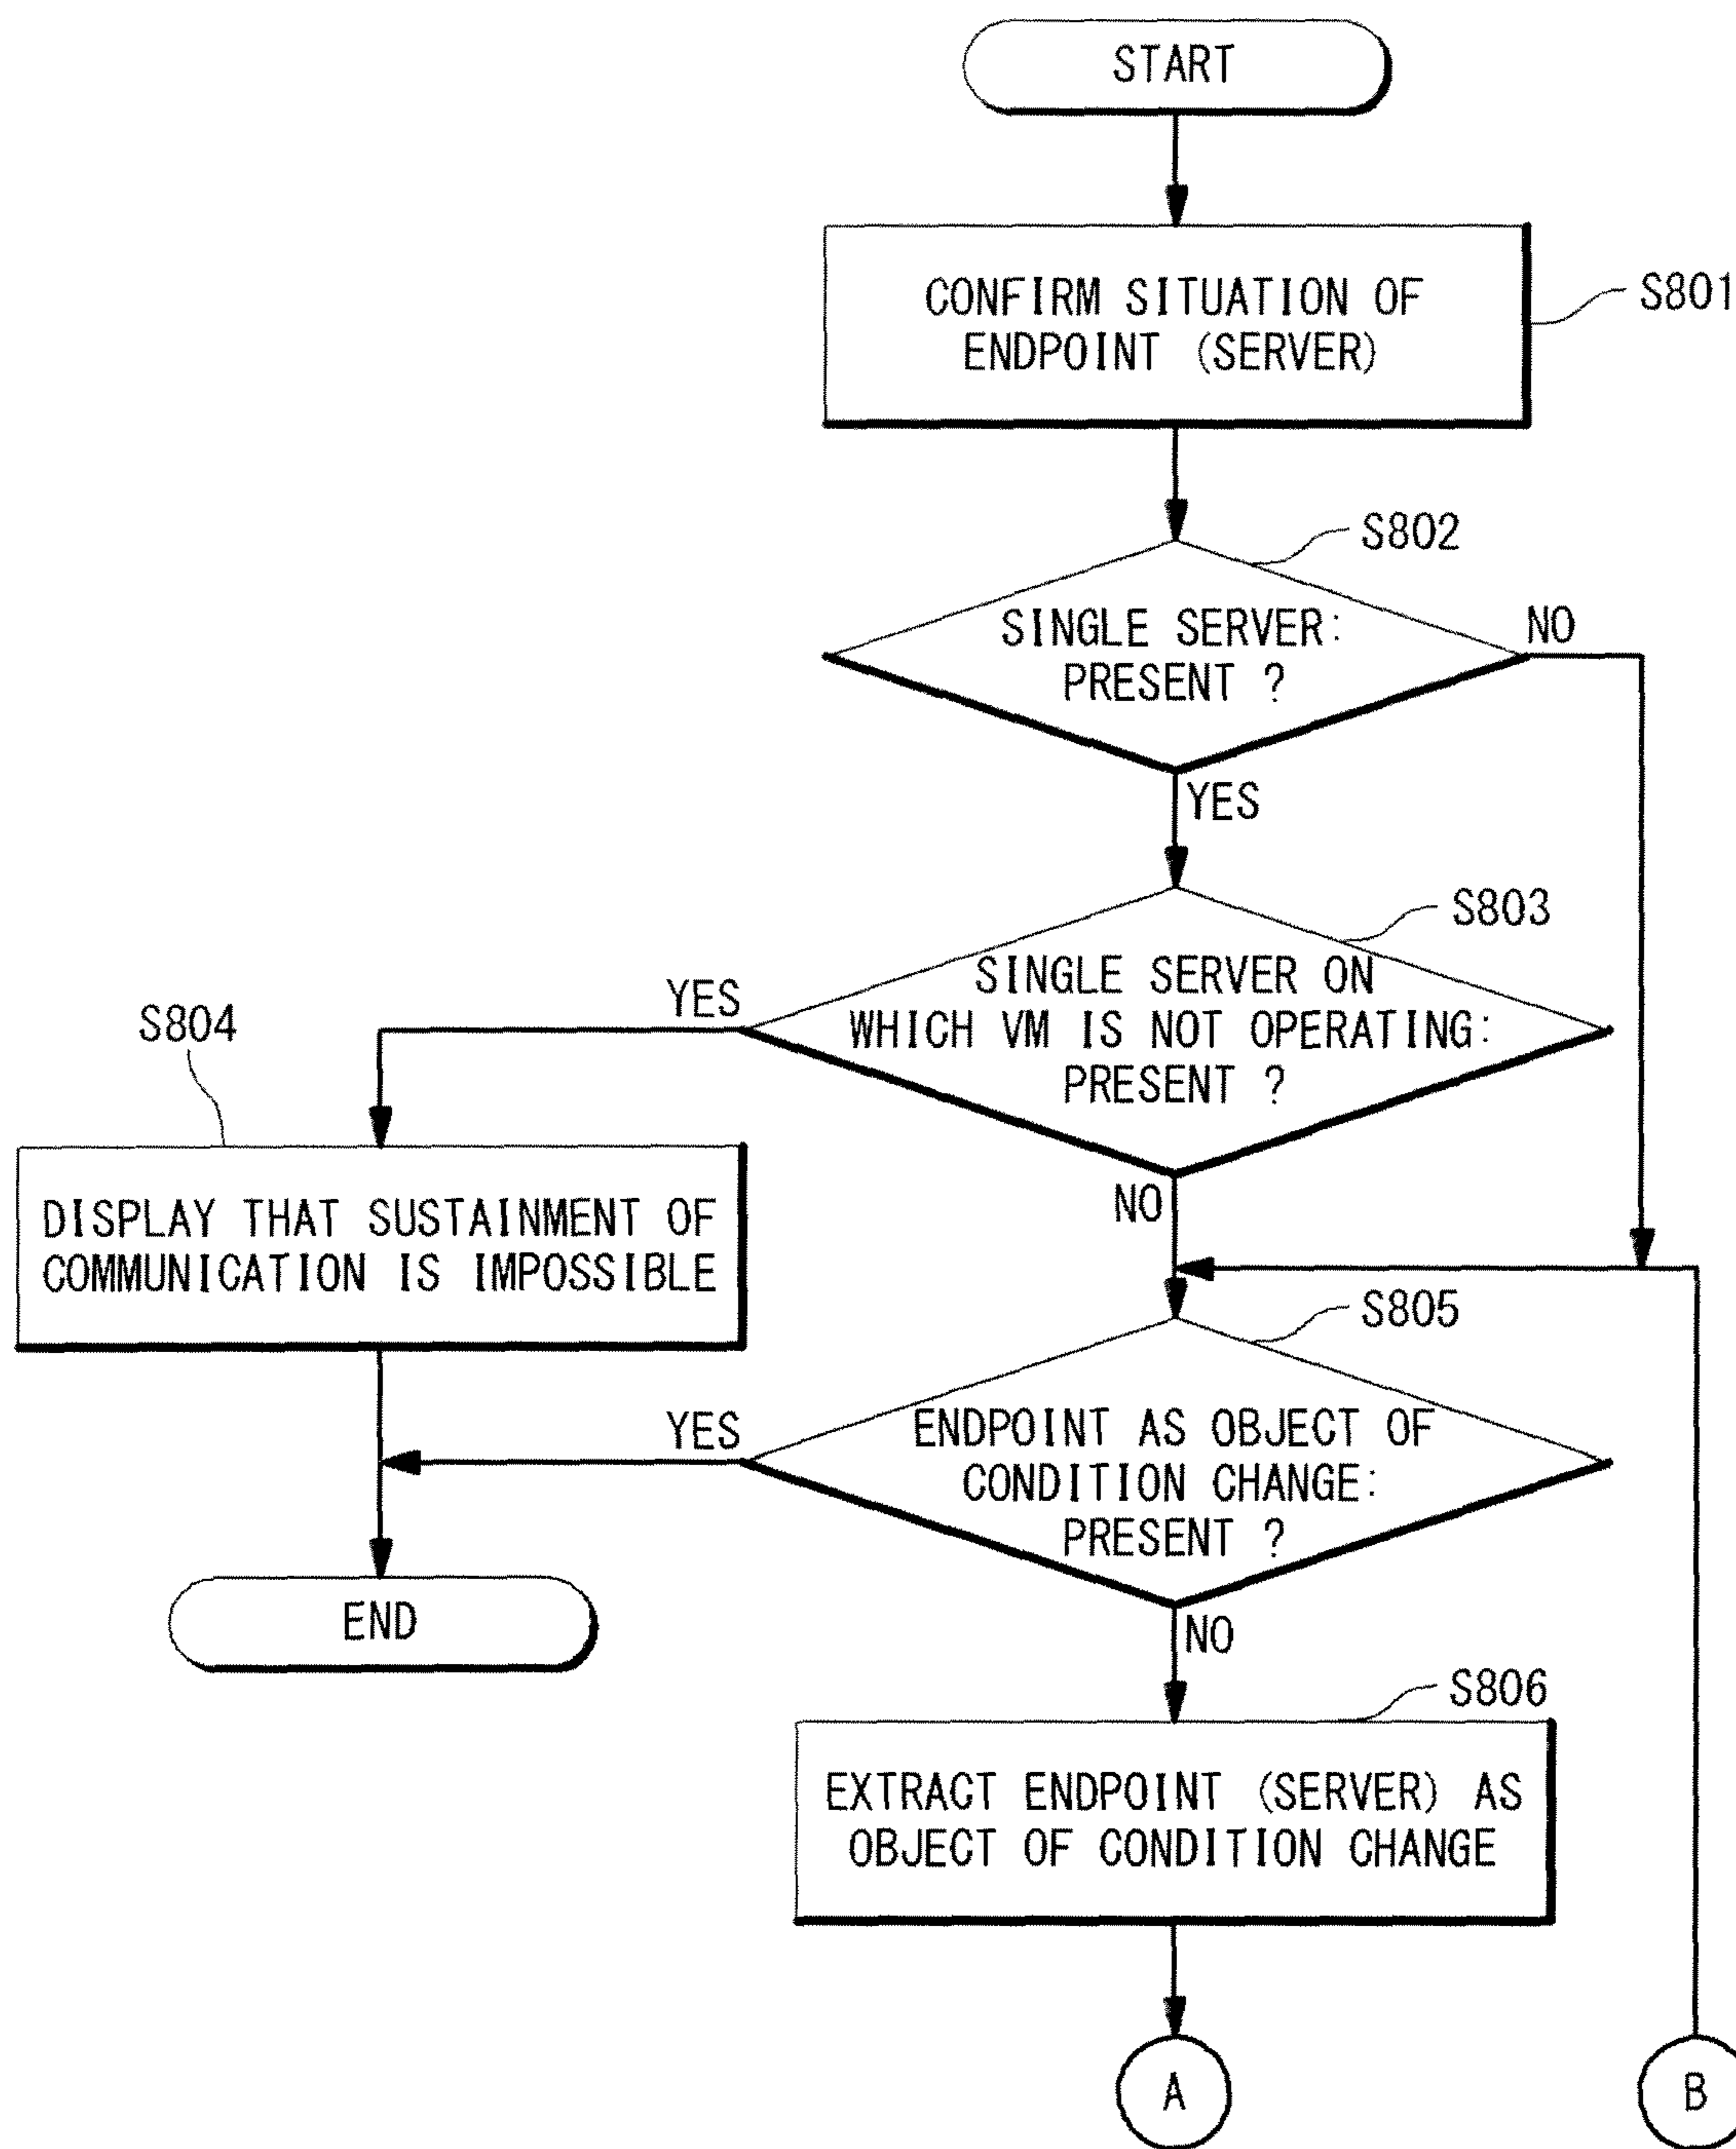 START
CONFIRM SITUATION OF
ENDPOINT (SERVER)
S801
S802
SINGLE SERVER:
PRESENT ?
NO
YES
S803
SINGLE SERVER ON
WHICH VM IS NOT OPERATING:
PRESENT ?
YES
S804
NO
DISPLAY THAT SUSTAINMENT OF
COMMUNICATION IS IMPOSSIBLE
S805
ENDPOINT AS OBJECT OF
CONDITION CHANGE:
PRESENT ?
YES
END
NO
S806
EXTRACT ENDPOINT (SERVER) AS
OBJECT OF CONDITION CHANGE
A
B